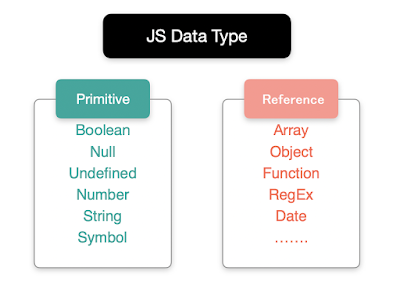 JS Data Type
Primitive
Boolean
Null
Undefined
Number
String
Symbol
Reference
Array
Object
Function
RegEx
Date
.......